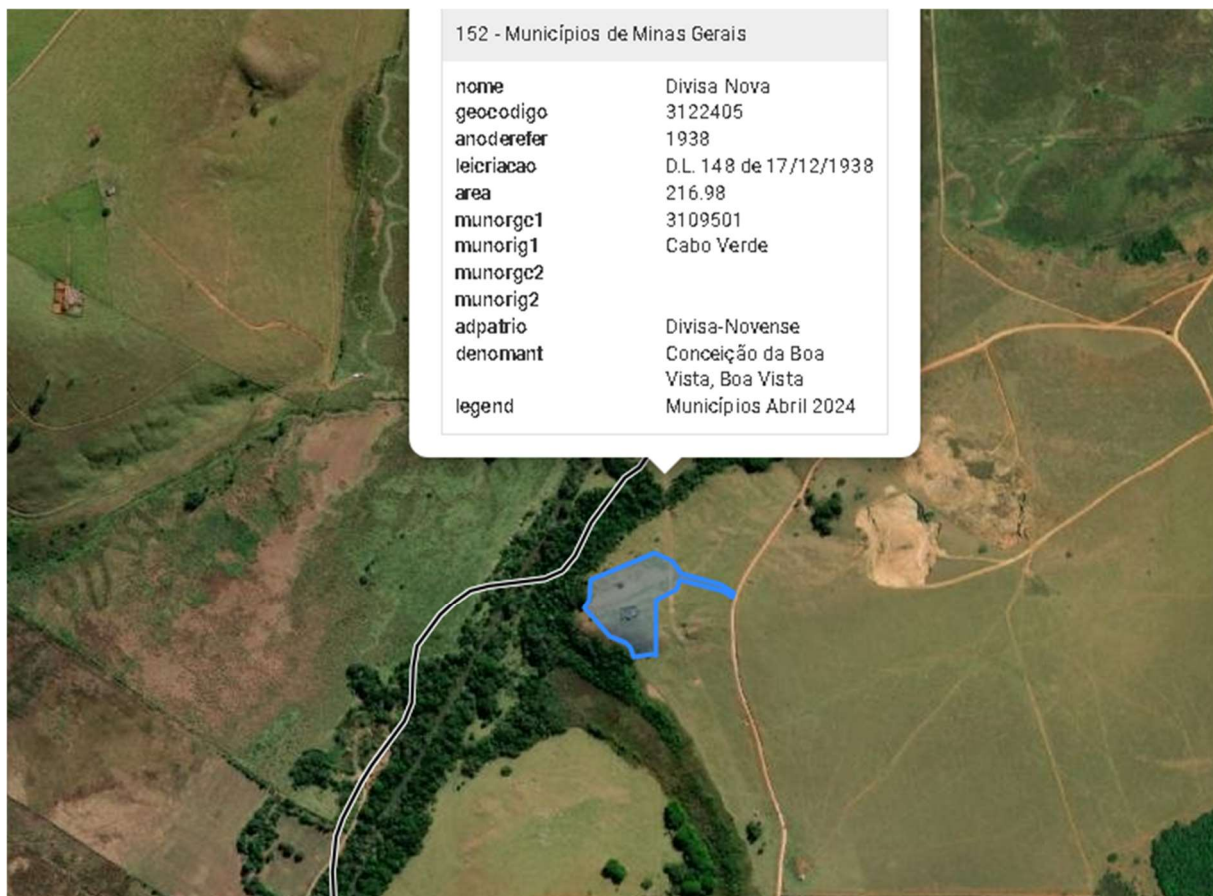 152 - Municípios de Minas Gerais
nome Divisa Nova
geocodigo 3122405
anoderefer 1938
leicriacao D.L. 148 de 17/12/1938
area 216.98
munorgc1 3109501
munorig1 Cabo Verde
munorgc2
munorig2
adpatrio Divisa-Novense
denomant Conceição da Boa
Vista, Boa Vista
legend Municípios Abril 2024